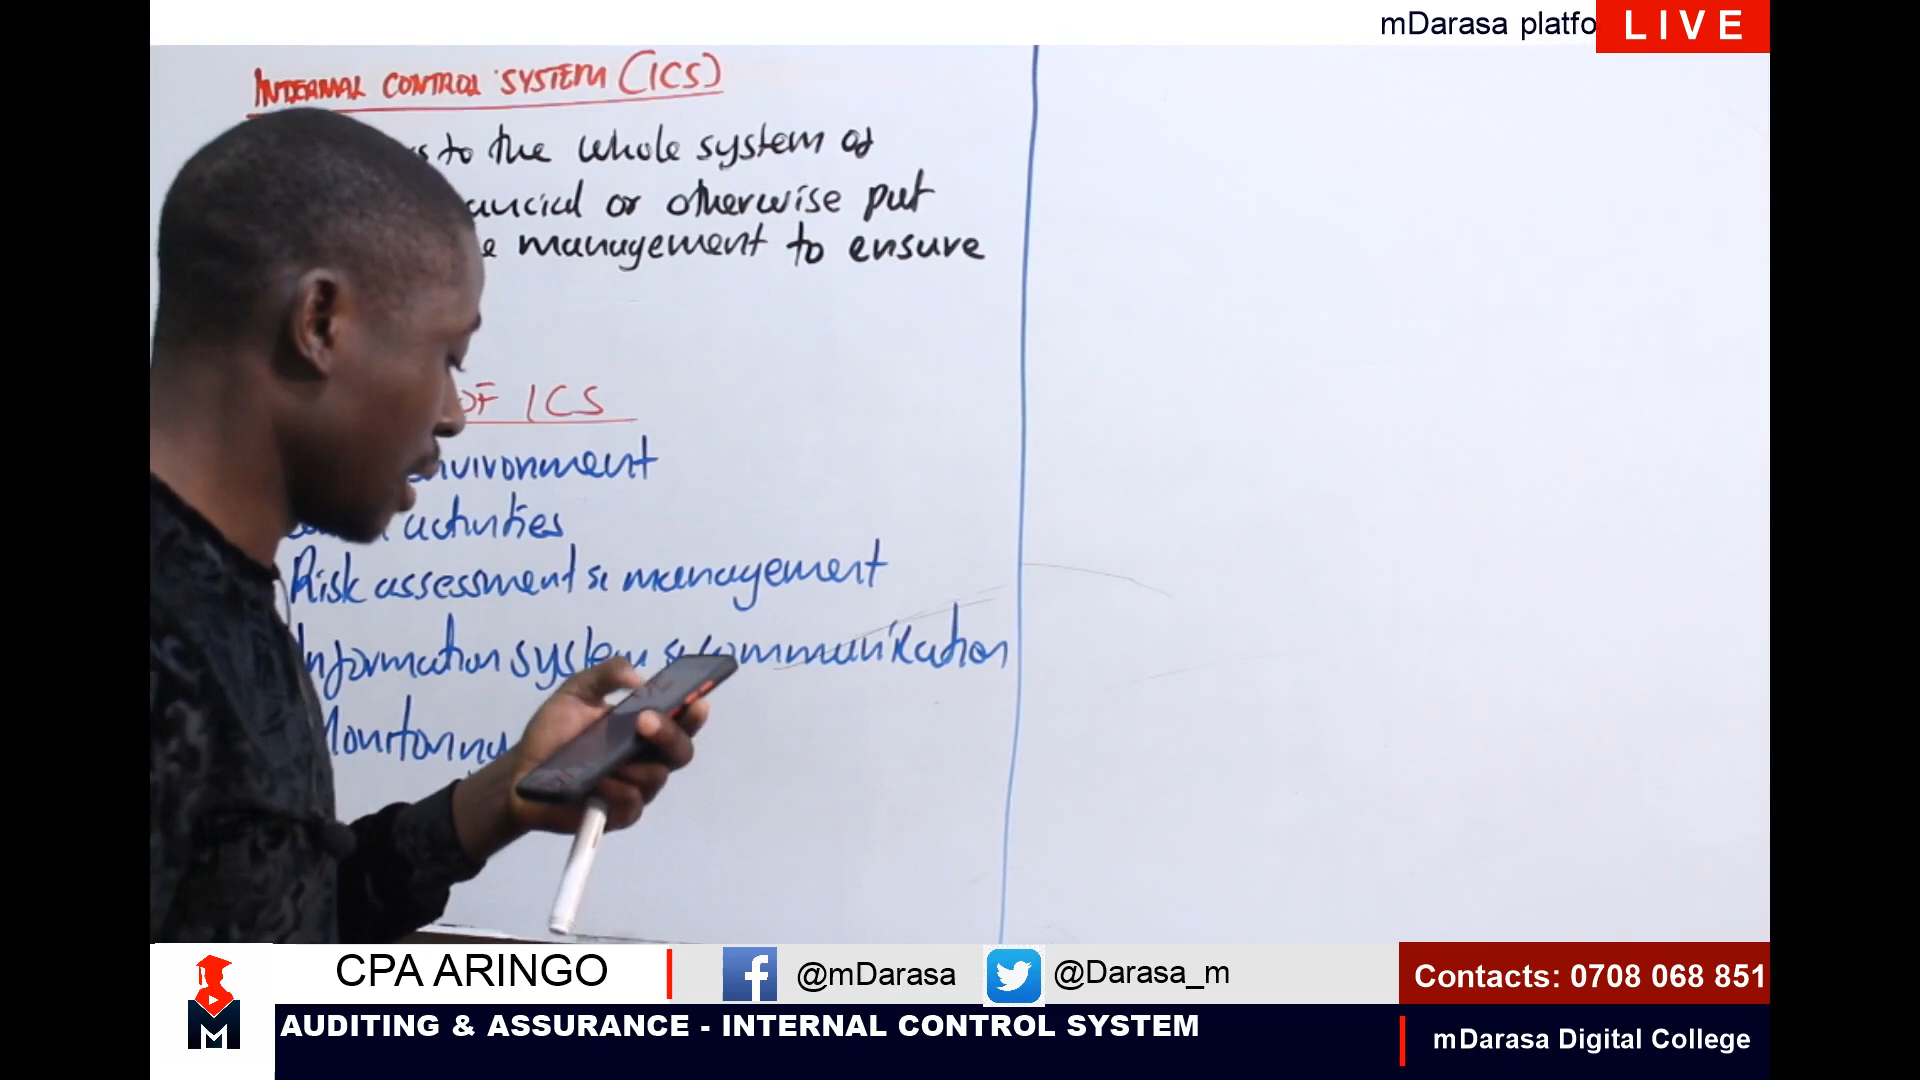 mDarasa platfo
LIVE
INTERNAL CONTROL SYSTEM (ICS)
to the whole system of
or otherwise put
management to ensure
OF ICS
activities
Risk assessment & management
Information system & communication
Monitoring
CPA ARINGO
f @mDarasa
@Darasa_m
Contacts: 0708 068 851
M
AUDITING & ASSURANCE - INTERNAL CONTROL SYSTEM
mDarasa Digital College